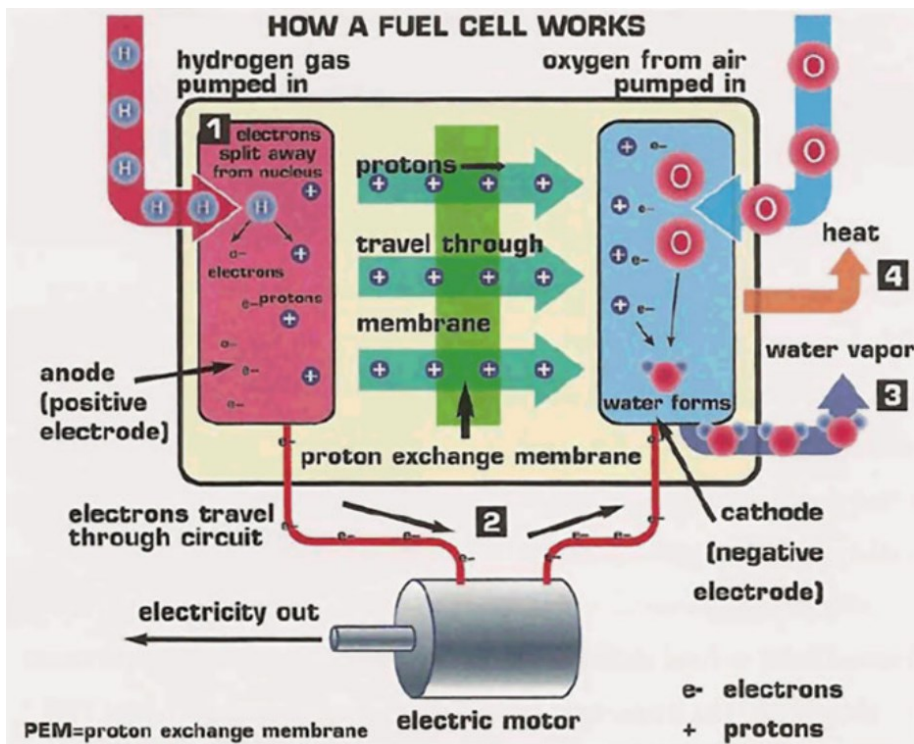 HOW A FUEL CELL WORKS
hydrogen gas
pumped in
oxygen from air
pumped in
H
H
H
H
H
H
O
O
O
O
O
1
electrons
split away
from nucleus
e-
electrons
e-
protons
e-
e-
e-
protons
travel through
membrane
e-
e-
e-
e-
water forms
heat
4
water vapor
3
anode
(positive
electrode)
proton exchange membrane
cathode
(negative
electrode)
electrons travel
through circuit
2
e-
e-
e-
e-
e-
e-
e-
e-
e-
e-
e-
electricity out
electric motor
e- electrons
+ protons
PEM=proton exchange membrane